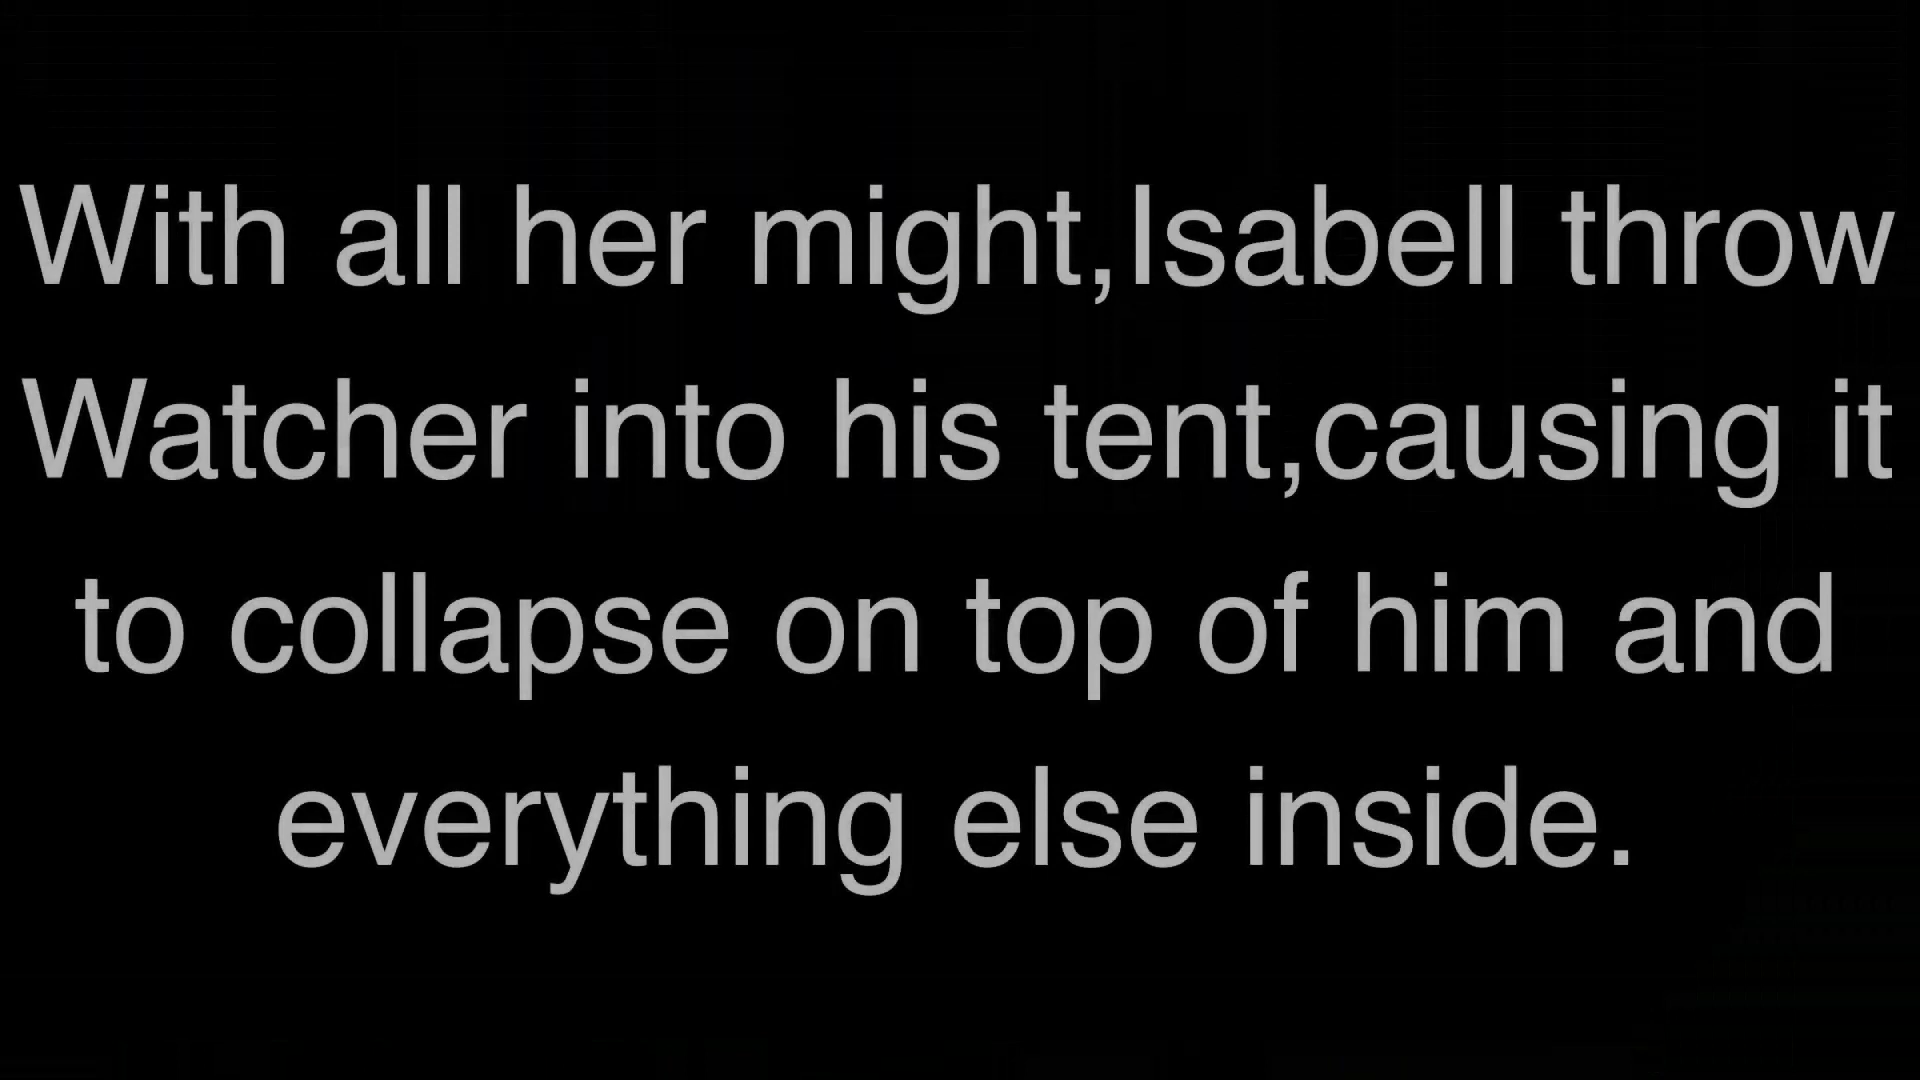 With all her might,Isabell throw
Watcher into his tent,causing it
to collapse on top of him and
everything else inside.